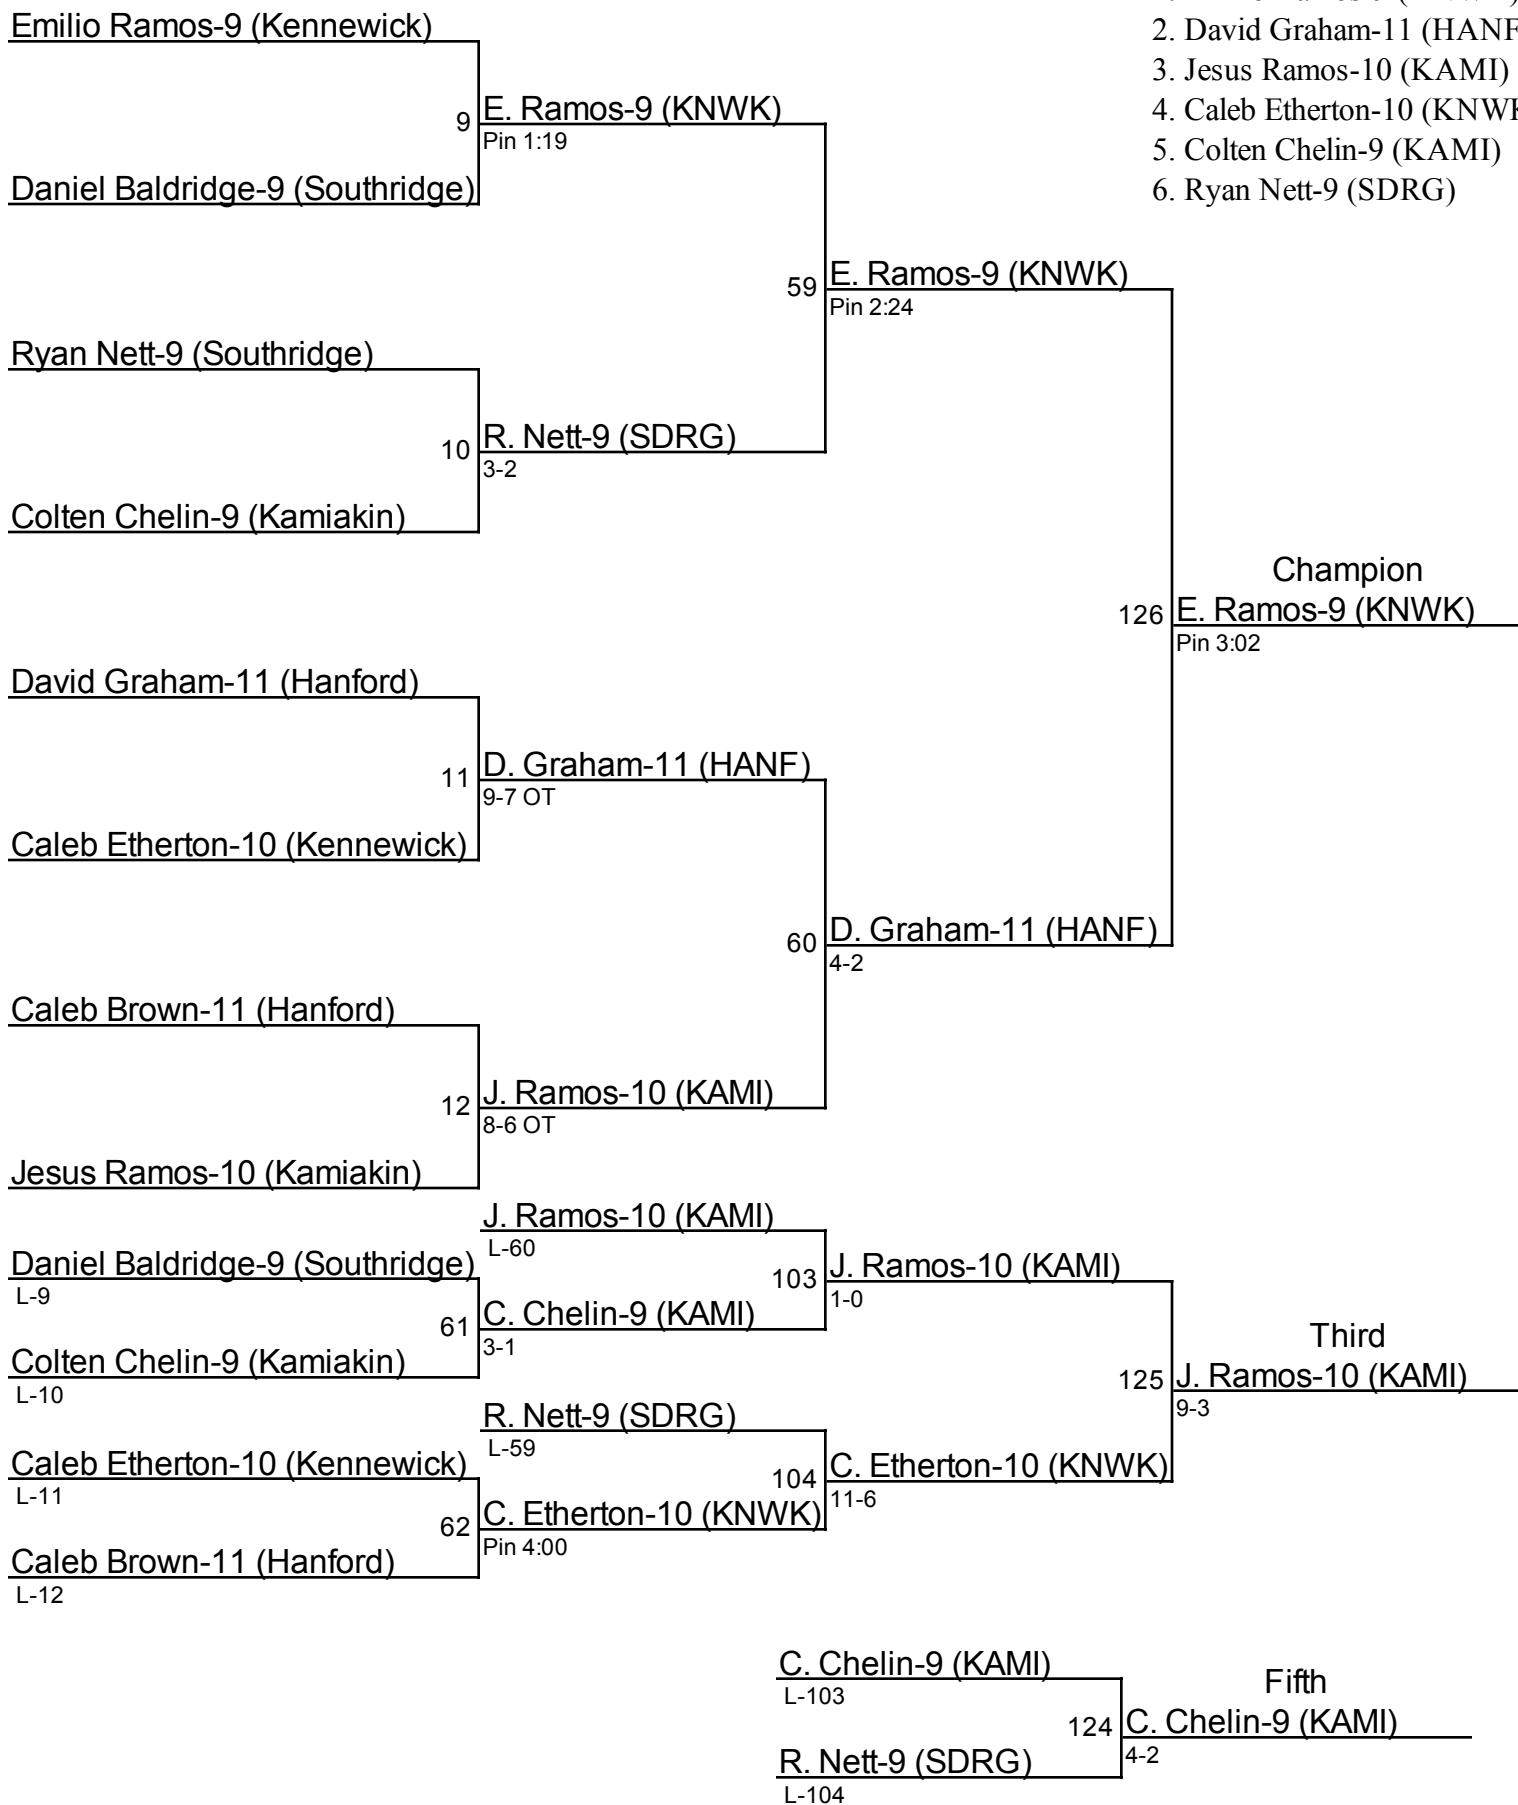 2. David Graham-11 (HANF
3. Jesus Ramos-10 (KAMI)
4. Caleb Etherton-10 (KNWK
5. Colten Chelin-9 (KAMI)
6. Ryan Nett-9 (SDRG)
Emilio Ramos-9 (Kennewick)
9
E. Ramos-9 (KNWK)
Pin 1:19
Daniel Baldridge-9 (Southridge)
59
E. Ramos-9 (KNWK)
Pin 2:24
Ryan Nett-9 (Southridge)
10
R. Nett-9 (SDRG)
3-2
Colten Chelin-9 (Kamiakin)
Champion
126
E. Ramos-9 (KNWK)
Pin 3:02
David Graham-11 (Hanford)
11
D. Graham-11 (HANF)
9-7 OT
Caleb Etherton-10 (Kennewick)
60
D. Graham-11 (HANF)
4-2
Caleb Brown-11 (Hanford)
12
J. Ramos-10 (KAMI)
8-6 OT
Jesus Ramos-10 (Kamiakin)
J. Ramos-10 (KAMI)
L-60
Daniel Baldridge-9 (Southridge)
L-9
103
J. Ramos-10 (KAMI)
1-0
61
C. Chelin-9 (KAMI)
3-1
Colten Chelin-9 (Kamiakin)
L-10
Third
125
J. Ramos-10 (KAMI)
9-3
R. Nett-9 (SDRG)
L-59
Caleb Etherton-10 (Kennewick)
L-11
104
C. Etherton-10 (KNWK)
11-6
62
C. Etherton-10 (KNWK)
Pin 4:00
Caleb Brown-11 (Hanford)
L-12
C. Chelin-9 (KAMI)
L-103
Fifth
124
C. Chelin-9 (KAMI)
4-2
R. Nett-9 (SDRG)
L-104